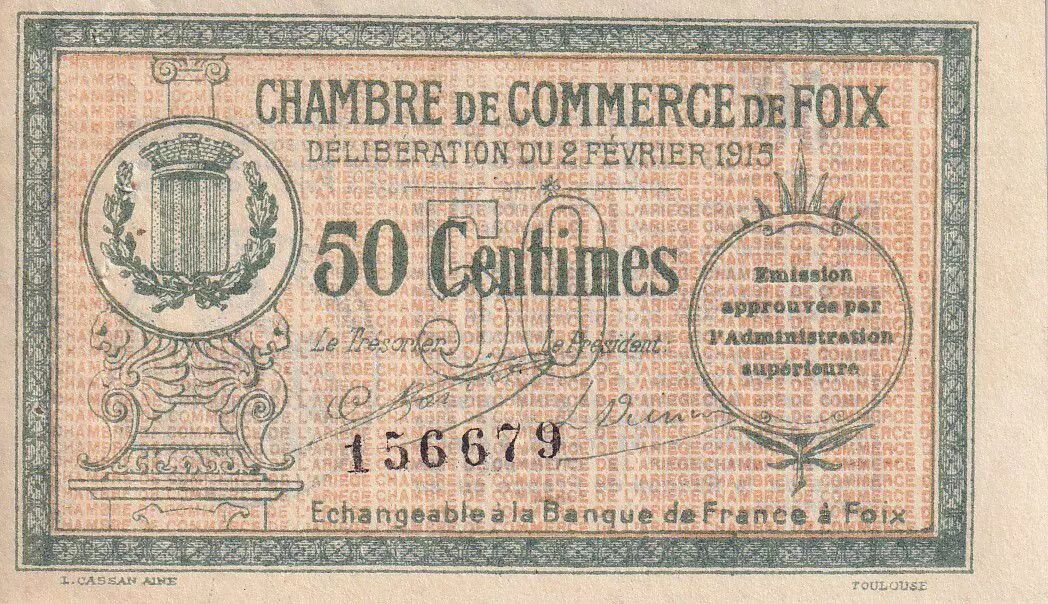 CHAMBRE DE COMMERCE DE FOIX
DÉLIBÉRATION DU 2 FÉVRIER 1915
50
50 Centimes
Emission
approuvée par
l'Administration
supérieure
Le Trésorier, Le Président.
156679
Echangeable à la Banque de France à Foix
L. CASSAN AINE
TOULOUSE